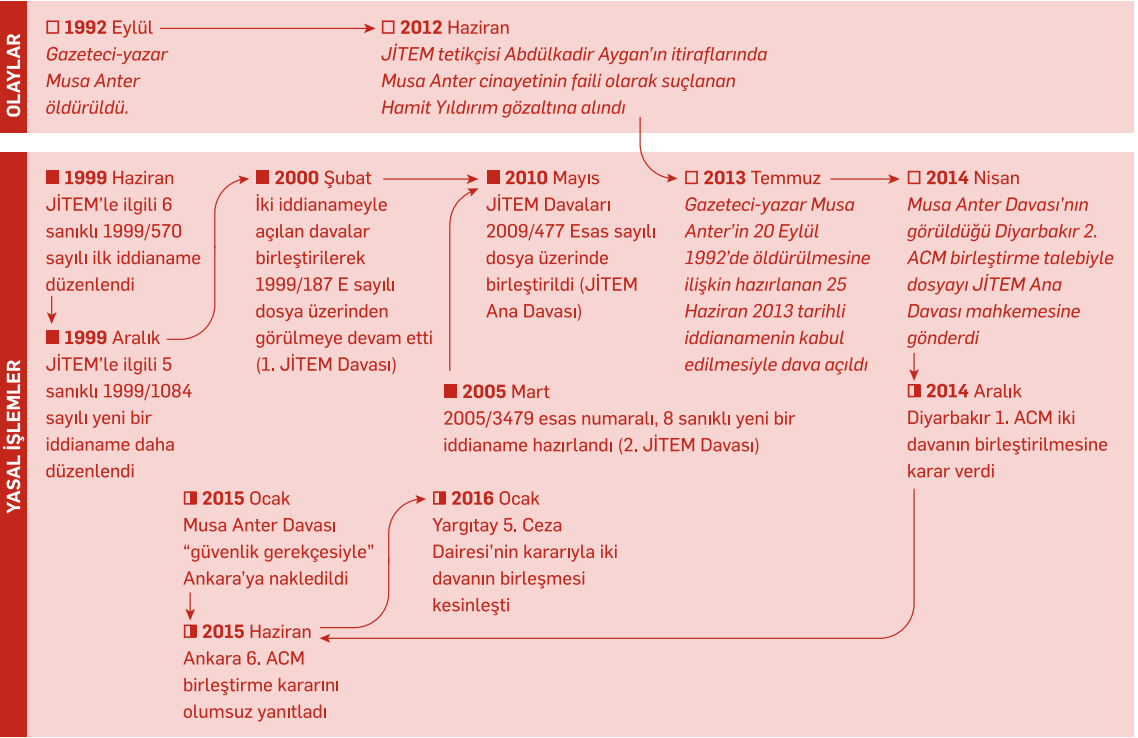 OLAYLAR
1992 Eylül
Gazeteci-yazar
Musa Anter
öldürüldü.
2012 Haziran
JİTEM tetikçisi Abdülkadir Aygan'ın itiraflarında
Musa Anter cinayetinin faili olarak suçlanan
Hamit Yıldırım gözaltına alındı
YASAL İŞLEMLER
1999 Haziran
JİTEM'le ilgili 6
sanıklı 1999/570
sayılı ilk iddianame
düzenlendi
1999 Aralık
JİTEM'le ilgili 5
sanıklı 1999/1084
sayılı yeni bir
iddianame daha
düzenlendi
2000 Şubat
İki iddianameyle
açılan davalar
birleştirilerek
1999/187 E sayılı
dosya üzerinden
görülmeye devam etti
(1. JİTEM Davası)
2010 Mayıs
JİTEM Davaları
2009/477 Esas sayılı
dosya üzerinde
birleştirildi (JİTEM
Ana Davası)
2005 Mart
2005/3479 esas numaralı, 8 sanıklı yeni bir
iddianame hazırlandı (2. JİTEM Davası)
2013 Temmuz
Gazeteci-yazar Musa
Anter'in 20 Eylül
1992'de öldürülmesine
ilişkin hazırlanan 25
Haziran 2013 tarihli
iddianamenin kabul
edilmesiyle dava açıldı
2014 Nisan
Musa Anter Davası'nın
görüldüğü Diyarbakır 2.
ACM birleştirme talebiyle
dosyayı JİTEM Ana
Davası mahkemesine
gönderdi
2014 Aralık
Diyarbakır 1. ACM iki
davanın birleştirilmesine
karar verdi
2015 Ocak
Musa Anter Davası
“güvenlik gerekçesiyle”
Ankara'ya nakledildi
2015 Haziran
Ankara 6. ACM
birleştirme kararını
olumsuz yanıtladı
2016 Ocak
Yargıtay 5. Ceza
Dairesi'nin kararıyla iki
davanın birleşmesi
kesinleşti